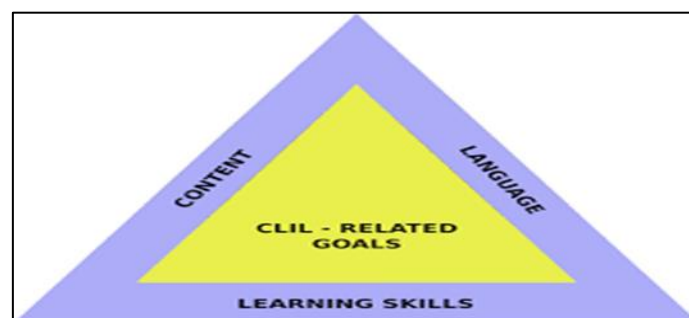 CONTENT
LANGUAGE
CLIL - RELATED
GOALS
LEARNING SKILLS